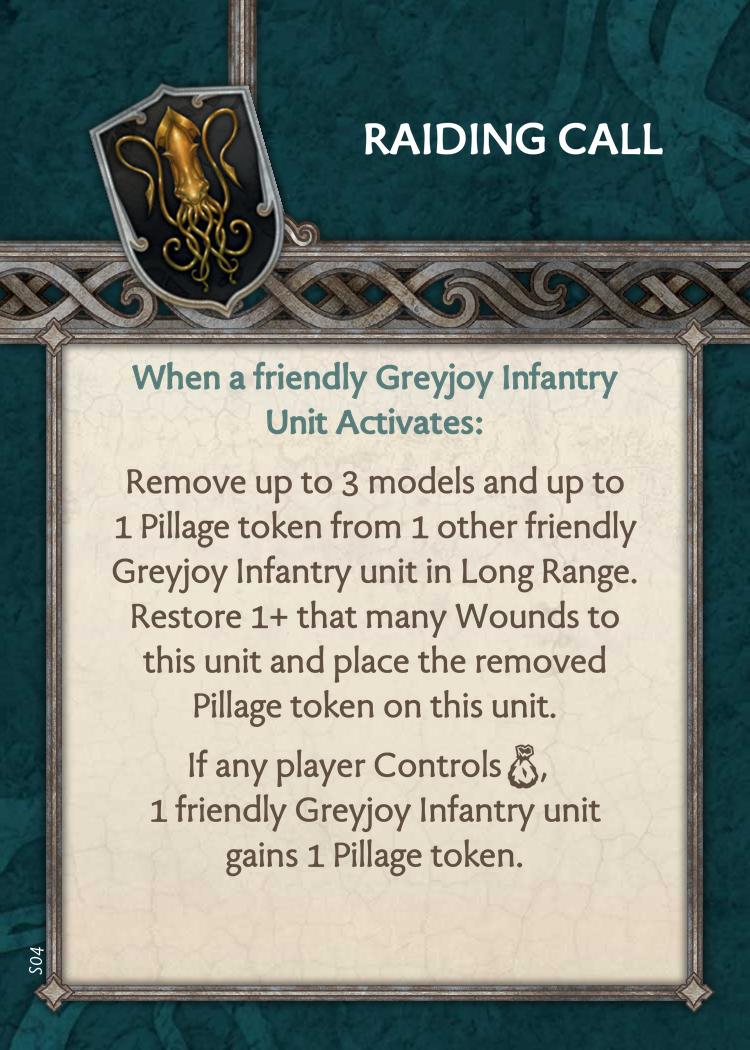 RAIDING CALL
When a friendly Greyjoy Infantry
Unit Activates:
Remove up to 3 models and up to
1 Pillage token from 1 other friendly
Greyjoy Infantry unit in Long Range.
Restore 1+ that many Wounds to
this unit and place the removed
Pillage token on this unit.
If any player Controls ,
1 friendly Greyjoy Infantry unit
gains 1 Pillage token.
S04